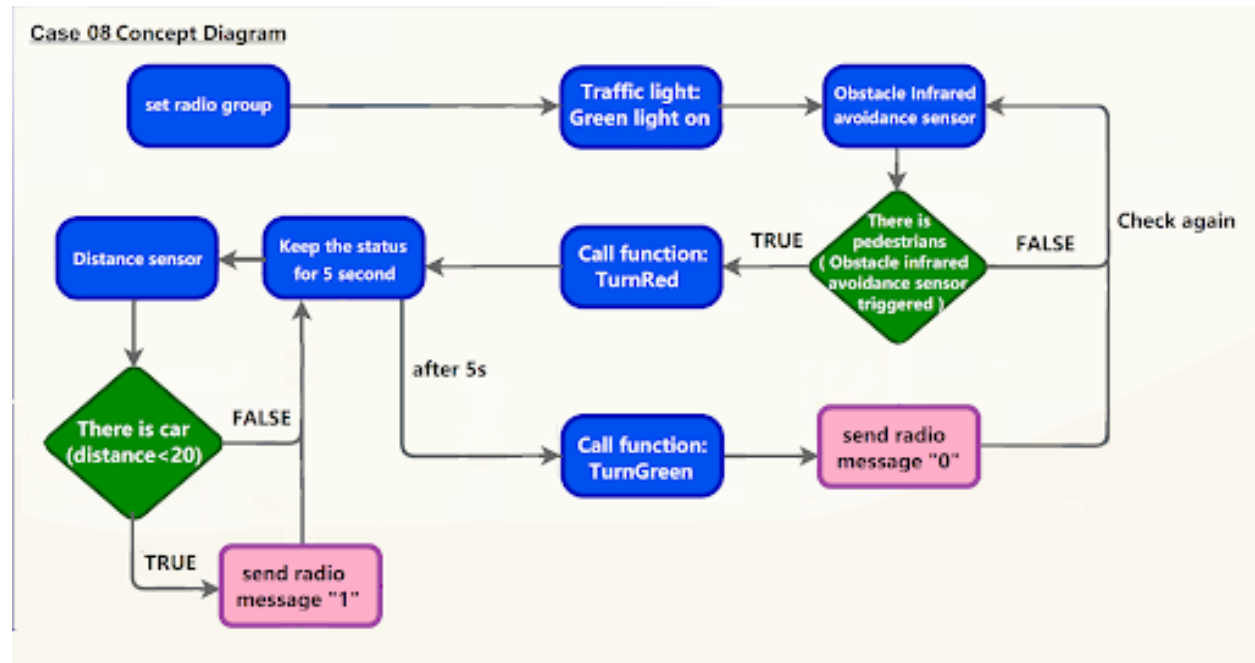 Case 08 Concept Diagram
set radio group
Traffic light:
Green light on
Obstacle Infrared
avoidance sensor
There is
pedestrians
( Obstacle infrared
avoidance sensor
triggered )
TRUE
FALSE
Check again
Call function:
TurnRed
Keep the status
for 5 second
Distance sensor
after 5s
There is car
(distance<20)
FALSE
TRUE
send radio
message "1"
Call function:
TurnGreen
send radio
message "0"